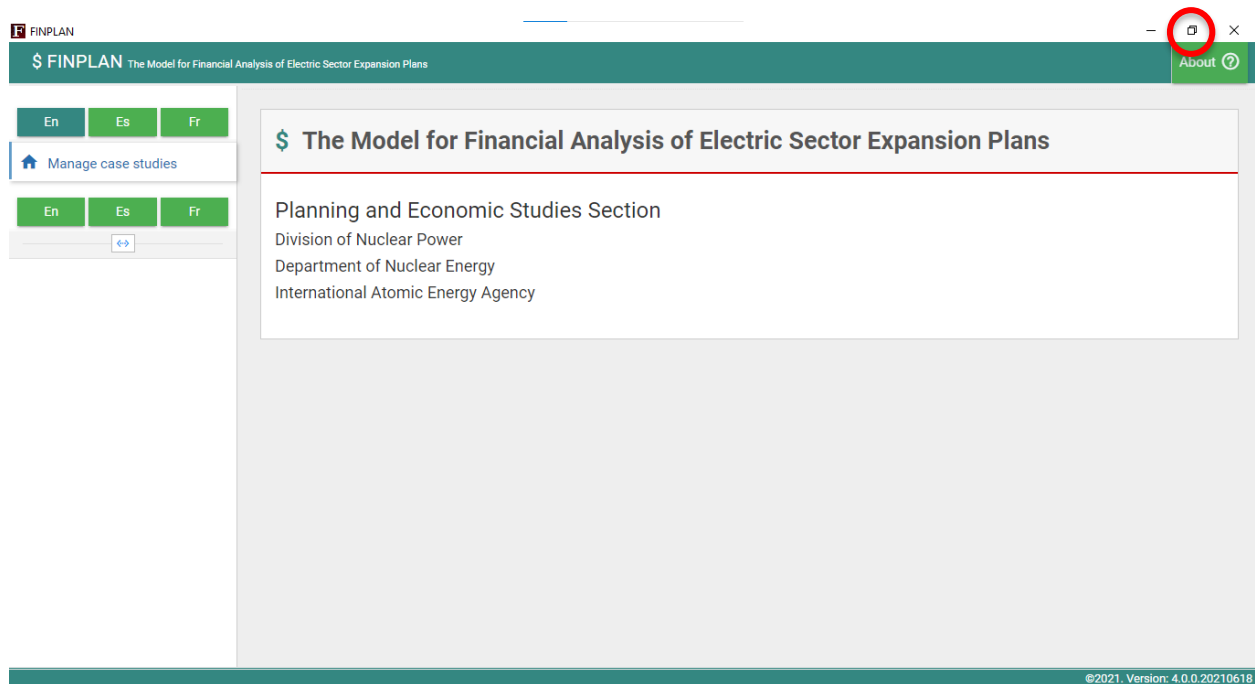 FINPLAN
$ FINPLAN The Model for Financial Analysis of Electric Sector Expansion Plans
About
En Es Fr
Manage case studies
En Es Fr
$ The Model for Financial Analysis of Electric Sector Expansion Plans
Planning and Economic Studies Section
Division of Nuclear Power
Department of Nuclear Energy
International Atomic Energy Agency
©2021. Version: 4.0.0.20210618